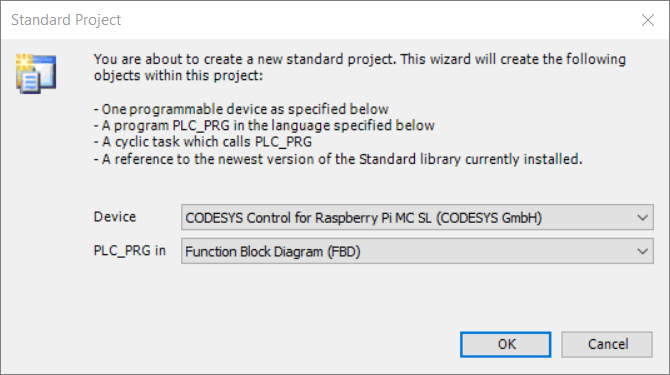 Standard Project
You are about to create a new standard project. This wizard will create the following
objects within this project:
- One programmable device as specified below
- A program PLC_PRG in the language specified below
- A cyclic task which calls PLC_PRG
- A reference to the newest version of the Standard library currently installed.
Device
CODESYS Control for Raspberry Pi MC SL (CODESYS GmbH)
PLC_PRG in
Function Block Diagram (FBD)
OK
Cancel